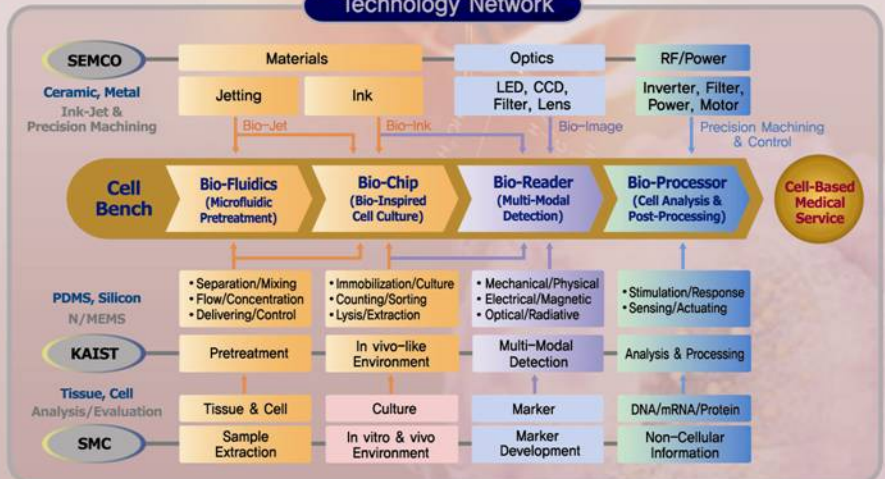 Technology Network
SEMCO
Materials
Optics
RF/Power
Ceramic, Metal
Ink-Jet &
Precision Machining
Jetting
Ink
LED, CCD,
Filter, Lens
Inverter, Filter,
Power, Motor
Bio-Jet
Bio-Ink
Bio-Image
Precision Machining
& Control
Cell
Bench
Bio-Fluidics
(Microfluidic
Pretreatment)
Bio-Chip
(Bio-Inspired
Cell Culture)
Bio-Reader
(Multi-Modal
Detection)
Bio-Processor
(Cell Analysis &
Post-Processing)
Cell-Based
Medical
Service
PDMS, Silicon
N/MEMS
• Separation/Mixing
• Flow/Concentration
• Delivering/Control
• Immobilization/Culture
• Counting/Sorting
• Lysis/Extraction
• Mechanical/Physical
• Electrical/Magnetic
• Optical/Radiative
• Stimulation/Response
• Sensing/Actuating
KAIST
Pretreatment
In vivo-like
Environment
Multi-Modal
Detection
Analysis & Processing
Tissue, Cell
Analysis/Evaluation
Tissue & Cell
Culture
Marker
DNA/mRNA/Protein
SMC
Sample
Extraction
In vitro & vivo
Environment
Marker
Development
Non-Cellular
Information